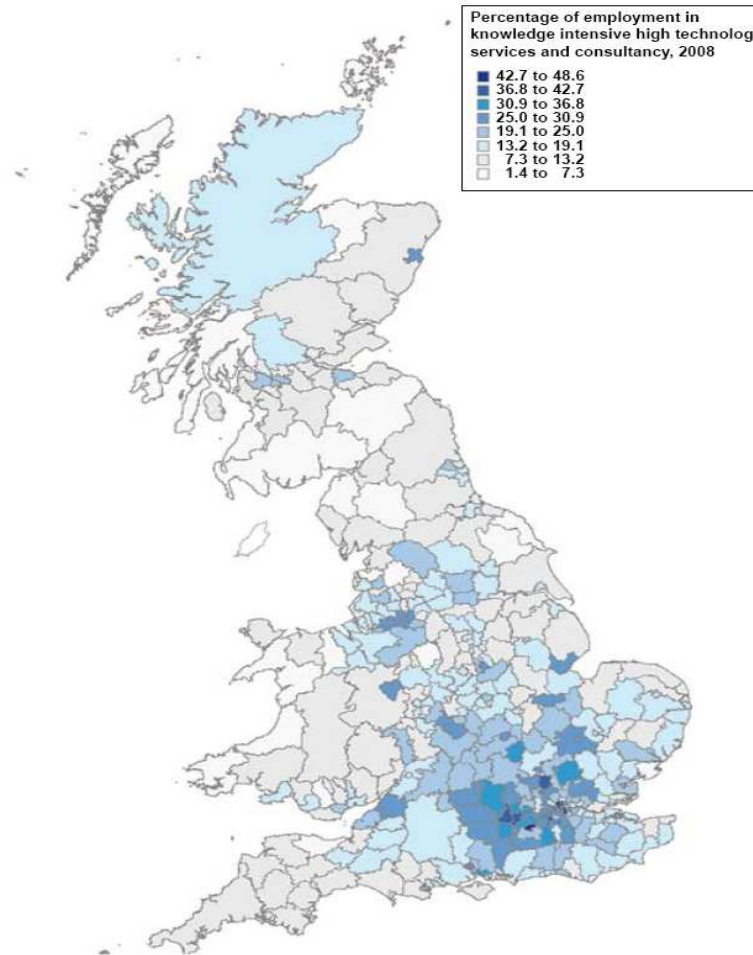 Percentage of employment in
knowledge intensive high technolog
services and consultancy, 2008
42.7 to 48.6
36.8 to 42.7
30.9 to 36.8
25.0 to 30.9
19.1 to 25.0
13.2 to 19.1
7.3 to 13.2
1.4 to 7.3